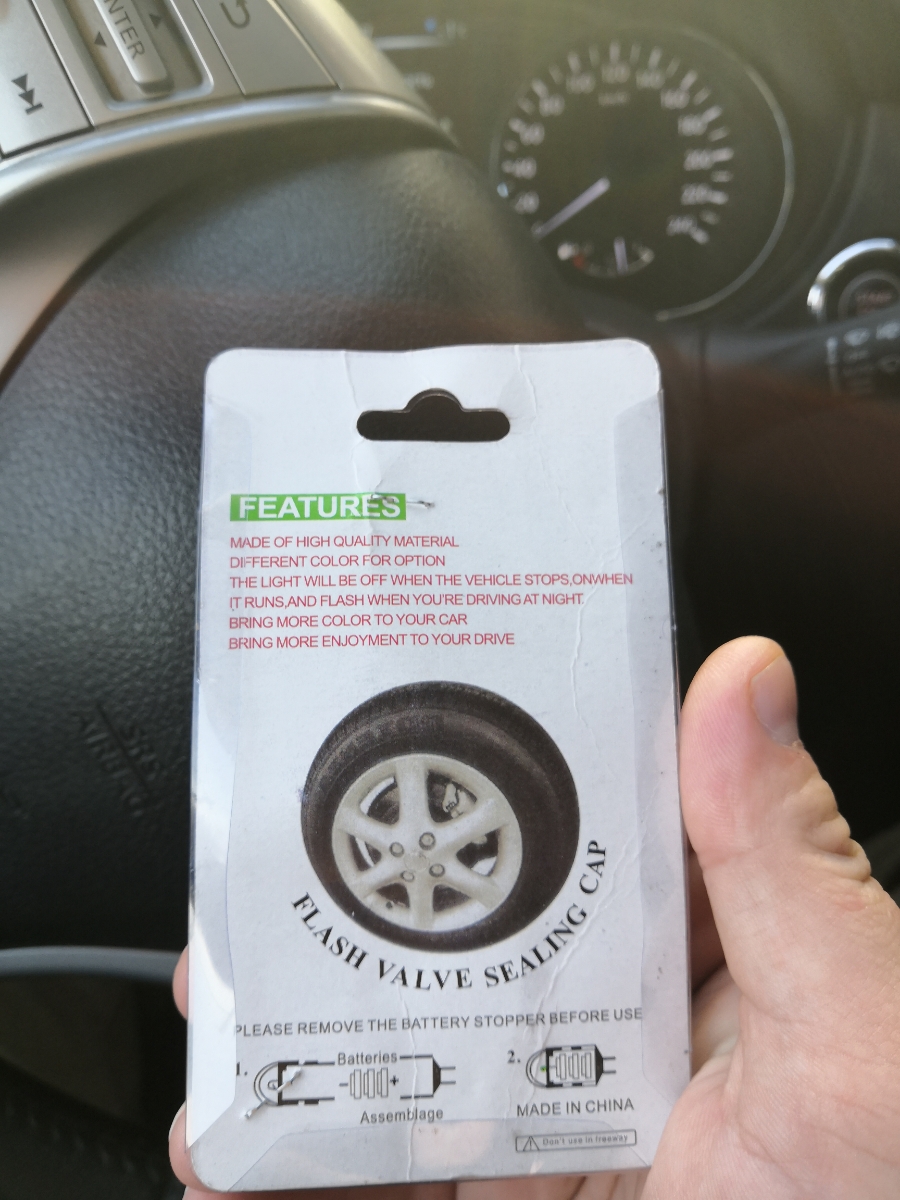 ENTER
FEATURES
MADE OF HIGH QUALITY MATERIAL
DIFFERENT COLOR FOR OPTION
THE LIGHT WILL BE OFF WHEN THE VEHICLE STOPS,ONWHEN
IT RUNS,AND FLASH WHEN YOU'RE DRIVING AT NIGHT
BRING MORE COLOR TO YOUR CAR
BRING MORE ENJOYMENT TO YOUR DRIVE
FLASH VALVE SEALING CAP
PLEASE REMOVE THE BATTERY STOPPER BEFORE USE
1. Batteries 2.
- +
Assemblage
MADE IN CHINA
Don't use in freeway
SRS
AIRBAG